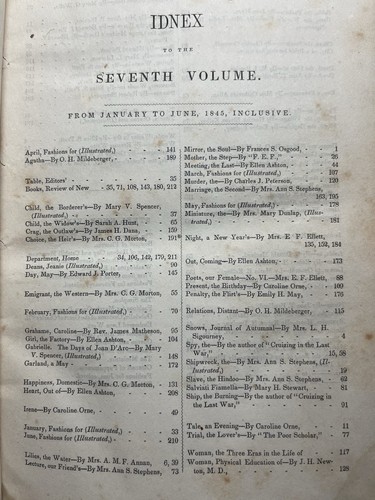 IDNEX
TO THE
SEVENTH VOLUME.
FROM JANUARY TO JUNE, 1845, INCLUSIVE.
April, Fashions for (Illustrated,) - - - 141
Agatha—By O. H. Mildeberger, - - - 189
Table, Editors' - - - 35
Books, Review of New - - 35, 71, 108, 143, 180, 213
Child, the Borderer's—By Mary V. Spencer,
(Illustrated,) - - - 37
Child, the Widow's—By Sarah A. Hunt, - - 65
Crag, the Outlaw's—By James H. Dana, - - 159
Choice, the Heir's—By Mrs. C. G. Morton, - - 191
Department, Home - - 34, 106, 142, 179, 211
Deans, Jeanie (Illustrated,) - - - 90
Day, May—By Edward J. Porter, - - - 145
Emigrant, the Western—By Mrs. C. G. Morton, - 55
February, Fashions for (Illustrated,) - - 70
Grahame, Caroline—By Rev. James Matheson, - 95
Girl, the Factory—By Ellen Ashton, - - 104
Gabrielle. The Days of Joan D'Arc—By Mary
V. Spencer, - - - 148
Garland, a May - - - 172
Happiness, Domestic—By Mrs. C. G. Morton, - 131
Heart, Out of—By Ellen Ashton, - - - 208
Irene—By Caroline Orne, - - - 49
January, Fashions for (Illustrated,) - - 33
June, Fashions for (Illustrated,) - - - 210
Lilies, the Water—By Mrs. A. M. F. Annan, - 6, 39
Lecture, our Friend's—By Mrs. Ann S. Stephens, - 73
Mirror, the Soul—By Frances S. Osgood, - - 1
Mother, the Step—By "F. E. F.," - - - 26
Meeting, the Last—By Ellen Ashton, - - 44
March, Fashions for (Illustrated,) - - 107
Murder, the—By Charles J. Peterson, - - 120
Marriage, the Second—By Mrs. Ann S. Stephens,
163, 195
May, Fashions for (Illustrated,) - - - 178
Miniature, the—By Mrs. Mary Dunlap, (Illus-
trated,) - - - 181
Night, a New Year's—By Mrs. E. F. Ellett,
135, 152, 184
Out, Coming—By Ellen Ashton, - - - 173
Poets, our Female—No. VI.—Mrs. E. F. Ellett, - 88
Present, the Birthday—By Caroline Orne, - - 100
Penalty, the Flirt's—By Emily H. May, - - 176
Relations, Distant—By O. H. Mildeberger, - - 115
Snows, Journal of Autumnal—By Mrs. L. H.
Sigourney, - - - 4
Spy, the—By the author of "Cruizing in the Last
War," - - - 15, 58
Shipwreck, the—By Mrs. Ann S. Stephens, (Il-
lustrated,) - - - 19
Slave, the Hindoo—By Mrs. Ann S. Stephens, - 62
Salviati Fiamella—By Mary H. Stewart, - - 81
Ship, the Burning—By the author of "Cruizing in
the Last War," - - - 91
Tale, an Evening—By Caroline Orne, - - 11
Trial, the Lover's—By "The Poor Scholar," - - 77
Woman, the Three Eras in the Life of - - 117
Woman, Physical Education of—By J. H. New-
ton, M. D., - - - 128